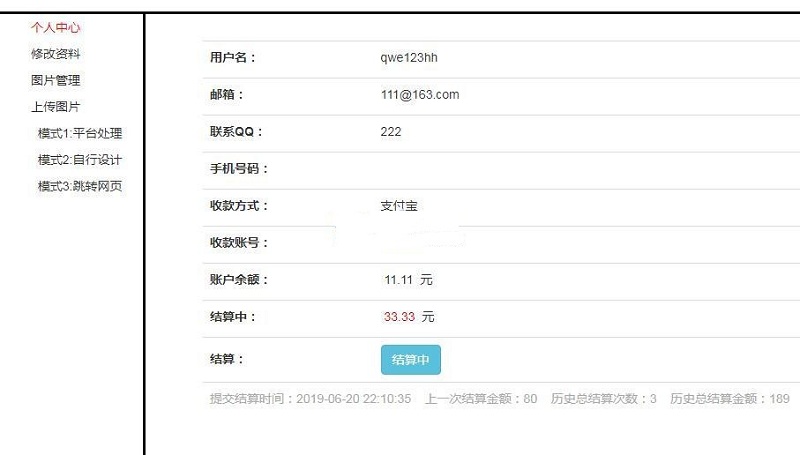 个人中心
修改资料
图片管理
上传图片
模式1:平台处理
模式2:自行设计
模式3:跳转网页
用户名： qwe123hh
邮箱： 111@163.com
联系QQ： 222
手机号码：
收款方式： 支付宝
收款账号：
账户余额： 11.11 元
结算中： 33.33 元
结算： 结算中
提交结算时间：2019-06-20 22:10:35 上一次结算金额：80 历史总结算次数：3 历史总结算金额：189